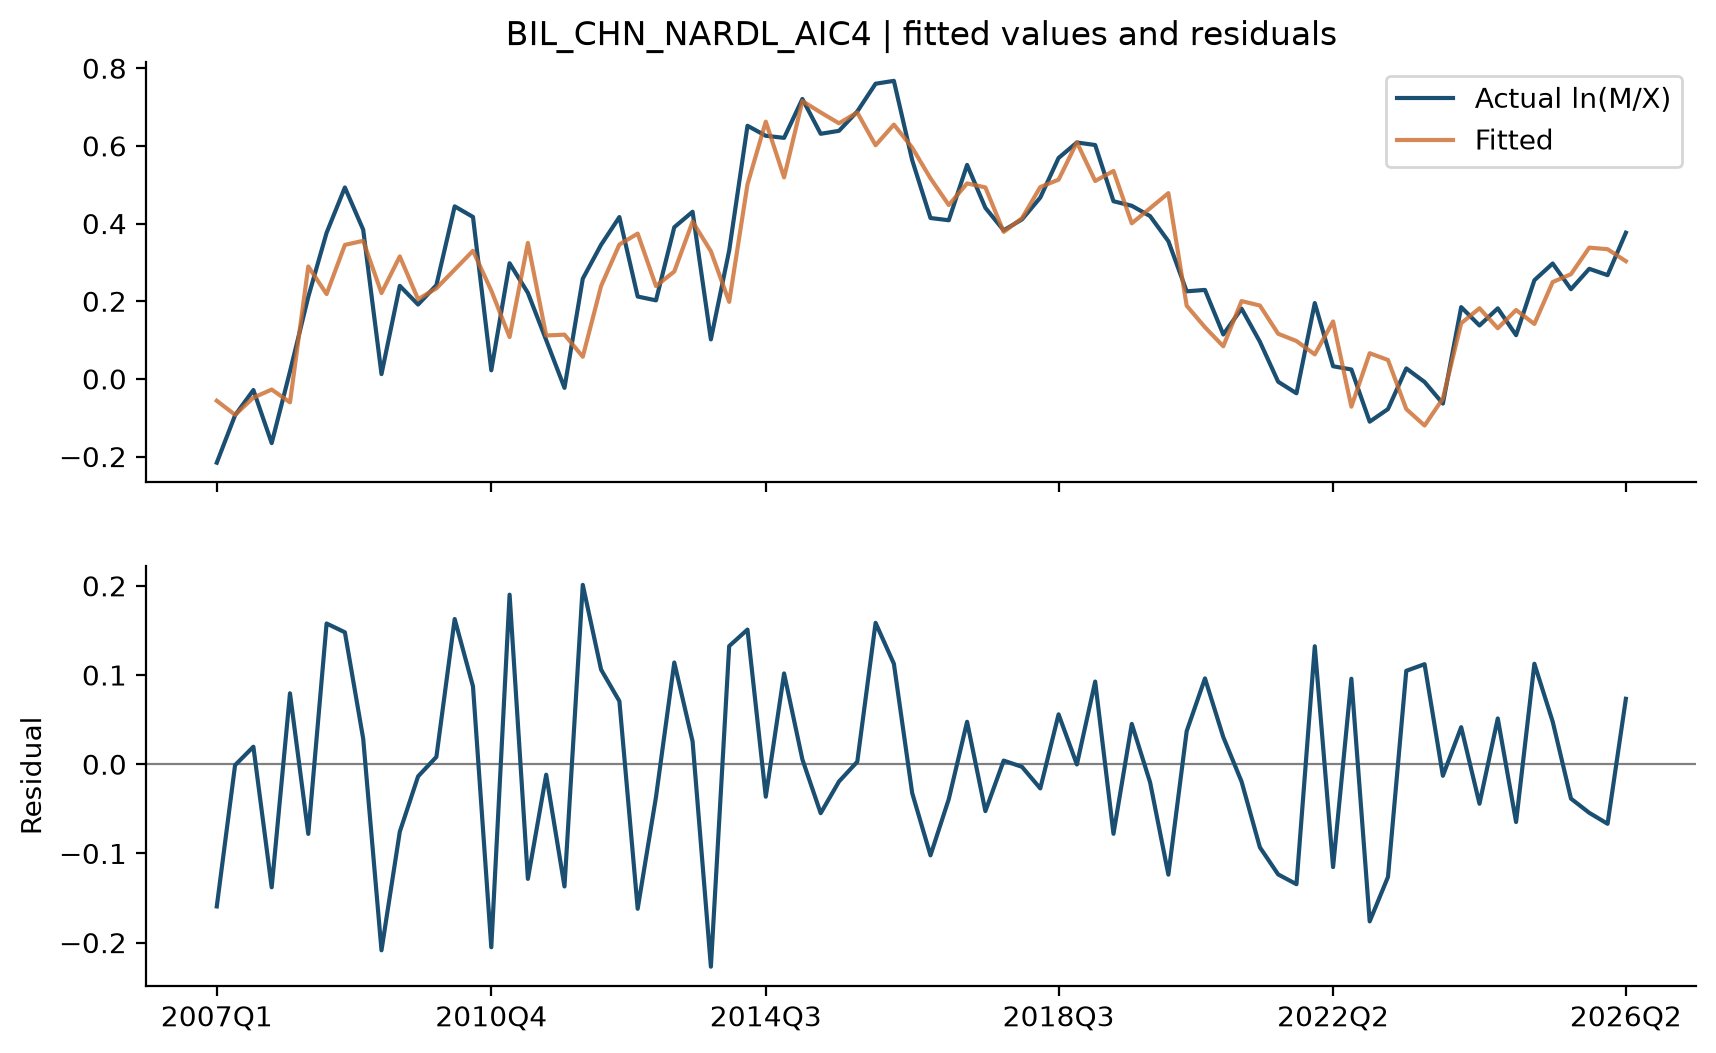 BIL_CHN_NARDL_AIC4 | fitted values and residuals
0.8
0.6
0.4
0.2
0.0
−0.2
Actual ln(M/X)
Fitted
0.2
0.1
0.0
−0.1
−0.2
Residual
2007Q1 2010Q4 2014Q3 2018Q3 2022Q2 2026Q2